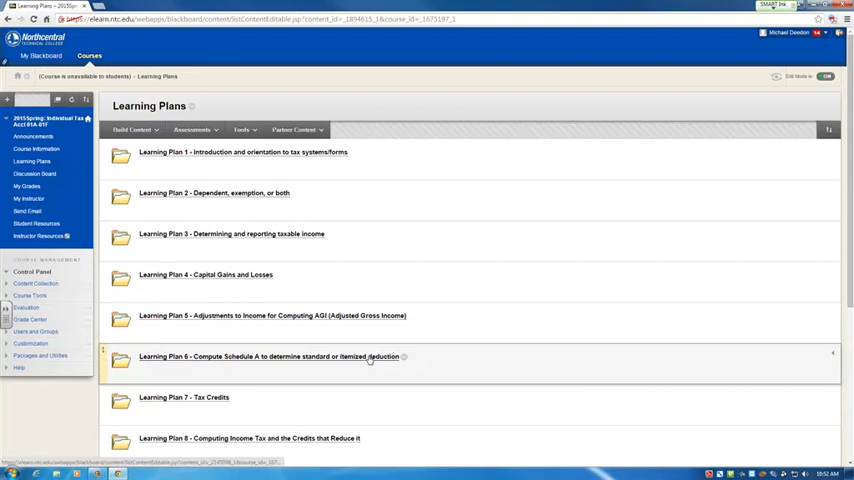 Learning Plans – 2015Spri
SMART Ink
https://elearn.ntc.edu/webapps/blackboard/content/listContentEditable.jsp?content_id=_1894615_1&course_id=_1675197_1
Northcentral
TECHNICAL COLLEGE
Michael Deedon 14
My Blackboard Courses
(Course is unavailable to students) Learning Plans
Edit Mode is: ON
Learning Plans
Build Content Assessments Tools Partner Content
2015Spring: Individual Tax
Acct 01A-01F
Announcements
Course Information
Learning Plans
Discussion Board
My Grades
My Instructor
Send Email
Student Resources
Instructor Resources
COURSE MANAGEMENT
Control Panel
Content Collection
Course Tools
Evaluation
Grade Center
Users and Groups
Customization
Packages and Utilities
Help
Learning Plan 1 - Introduction and orientation to tax systems/forms
Learning Plan 2 - Dependent, exemption, or both
Learning Plan 3 - Determining and reporting taxable income
Learning Plan 4 - Capital Gains and Losses
Learning Plan 5 - Adjustments to Income for Computing AGI (Adjusted Gross Income)
Learning Plan 6 - Compute Schedule A to determine standard or itemized deduction
Learning Plan 7 - Tax Credits
Learning Plan 8 - Computing Income Tax and the Credits that Reduce it
10:52 AM